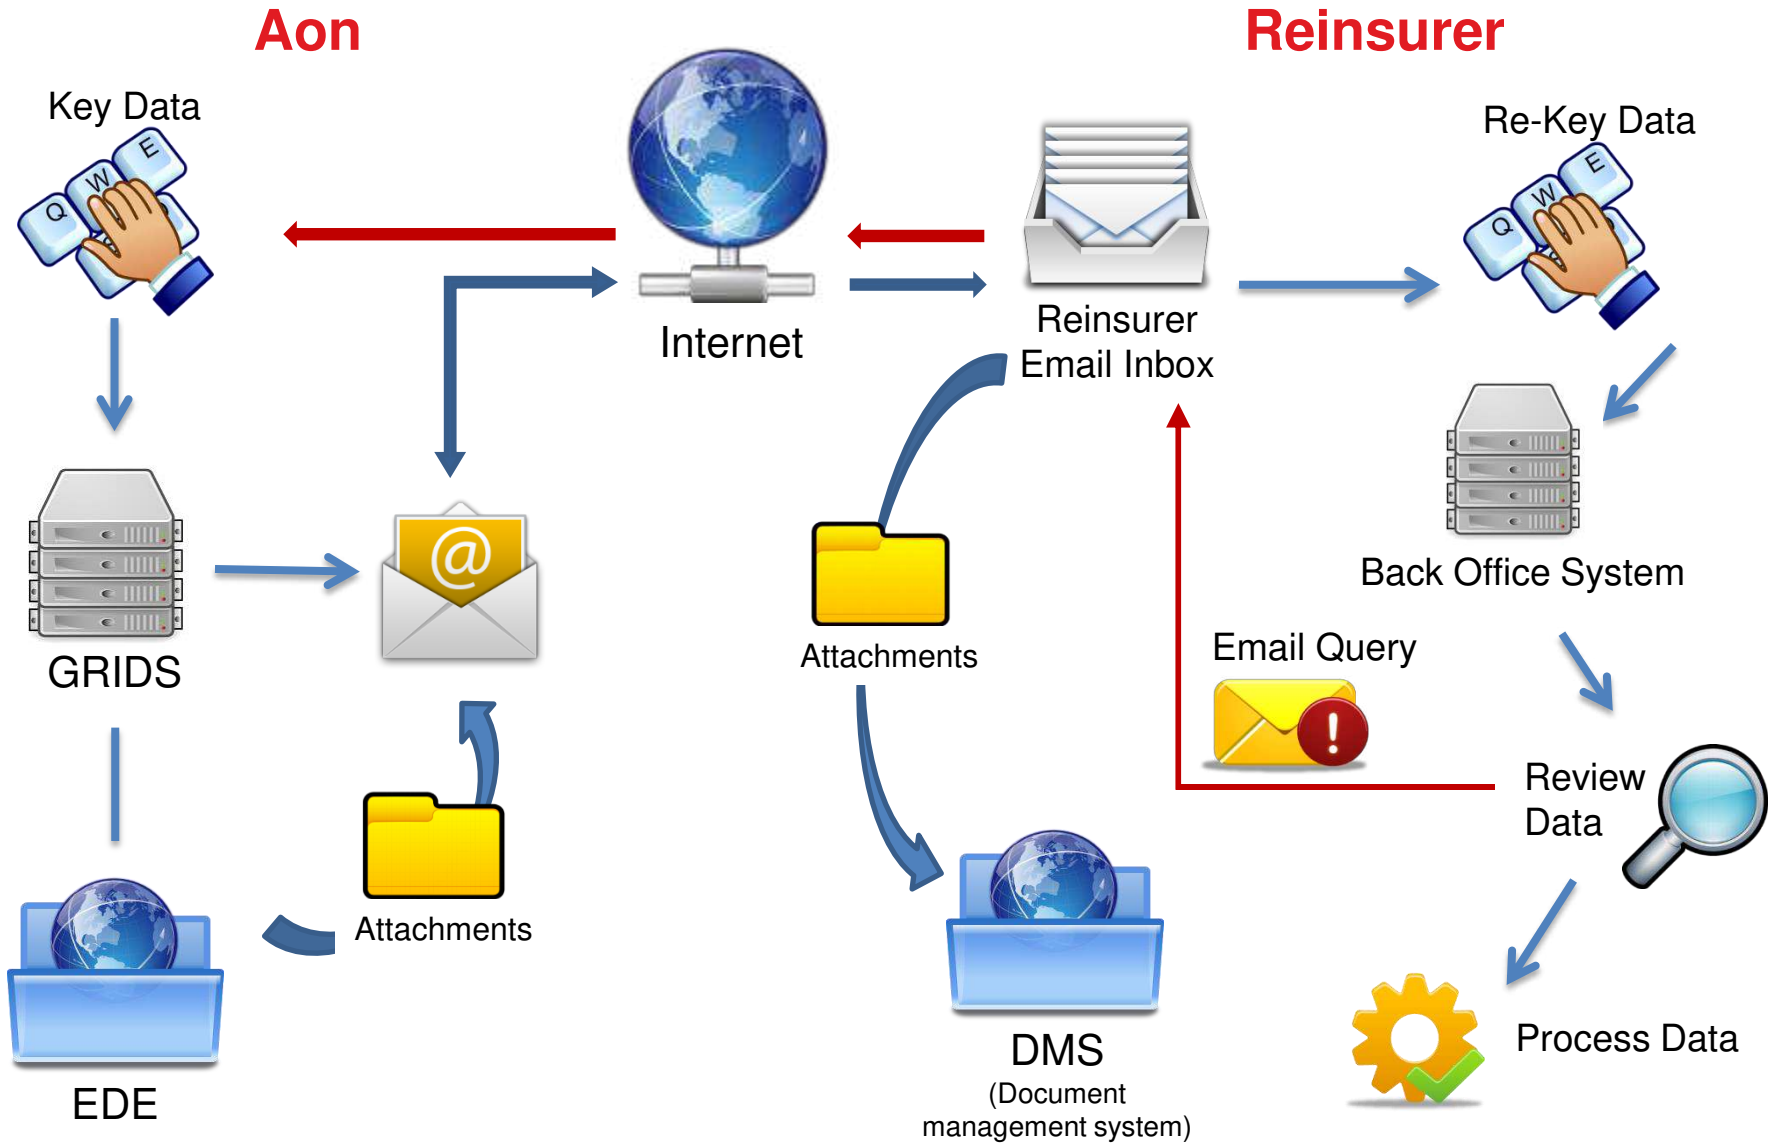 Aon
Reinsurer
Key Data
Q W E
Internet
Reinsurer
Email Inbox
Re-Key Data
Q W E
GRIDS
@
Attachments
EDE
Attachments
DMS
(Document
management system)
Back Office System
Email Query
!
Review
Data
Process Data